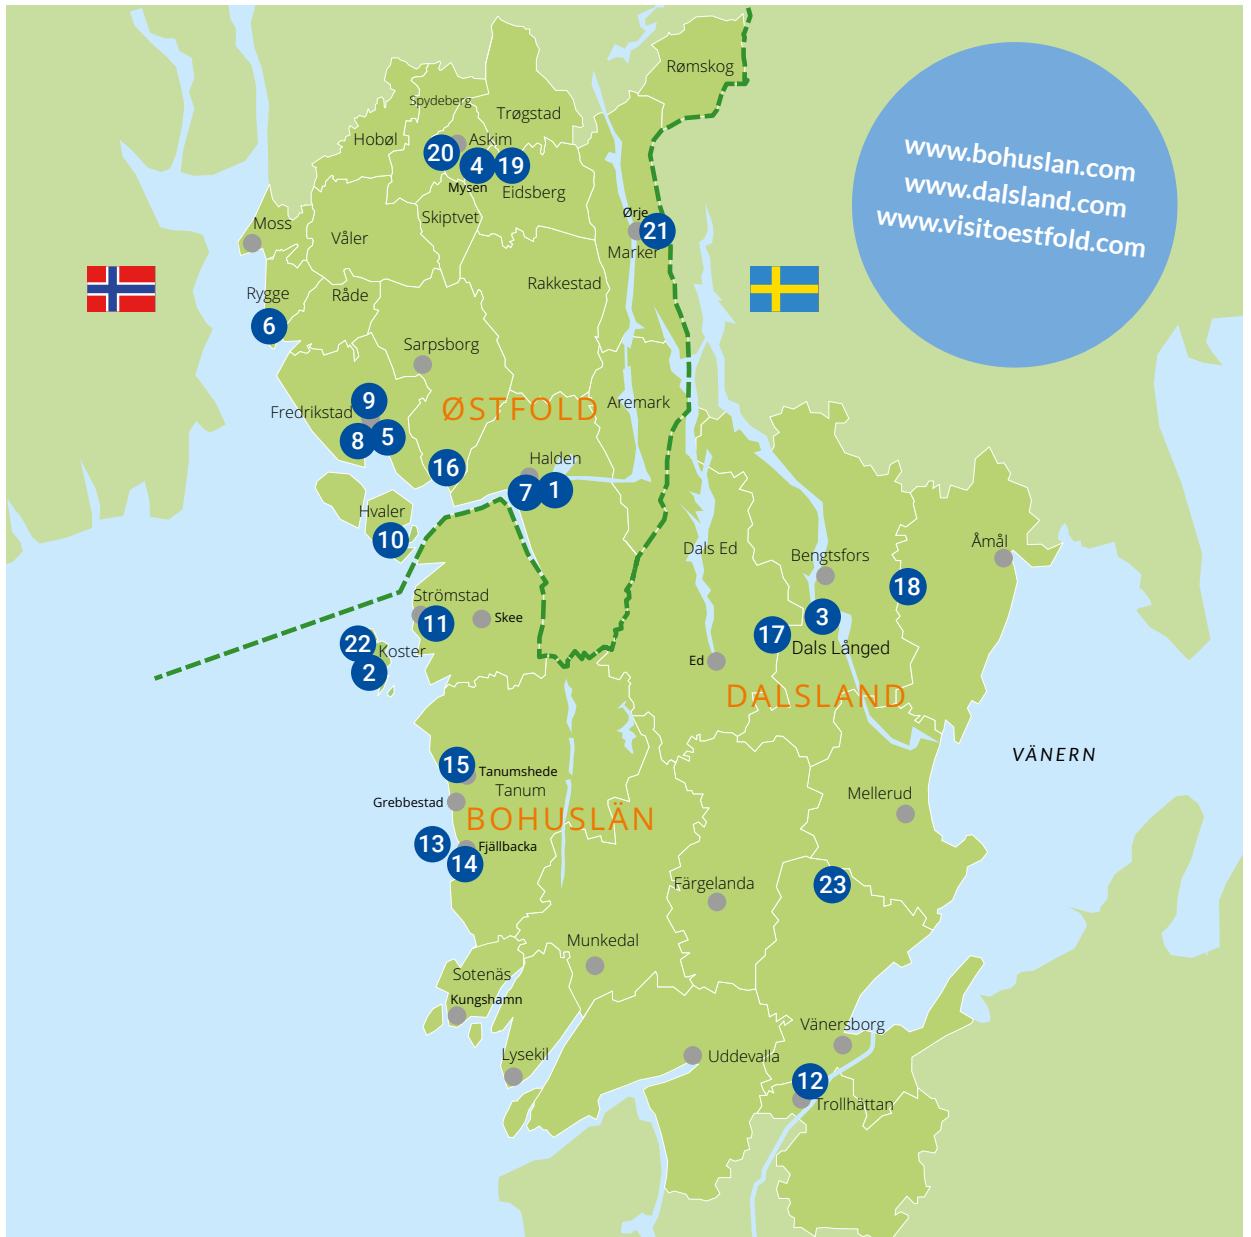 Rømskog
Spydeberg
Trøgstad
Hobøl
Askim
20
4
19
Mysen
Eidsberg
www.bohuslan.com
www.dalsland.com
www.visitoestfold.com
Skiptvet
Ørje
21
Moss
Våler
Marker
Rakkestad
Rygge
Råde
6
Sarpsborg
9
Fredrikstad
ØSTFOLD
Aremark
8
5
16
Halden
7
1
Hvaler
10
Dals Ed
Bengtsfors
Åmål
18
Strömstad
11
Skee
3
17
Dals Långed
22
Koster
2
Ed
DALSLAND
VÄNERN
15
Tanumshede
Tanum
Grebbestad
BOHUSLÄN
Mellerud
13
Fjällbacka
14
Färgelanda
23
Munkedal
Sotenäs
Kungshamn
Vänersborg
Lysekil
Uddevalla
12
Trollhättan